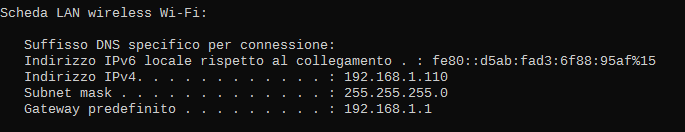 Scheda LAN wireless Wi-Fi:
Suffisso DNS specifico per connessione:
Indirizzo IPv6 locale rispetto al collegamento . : fe80::d5ab:fad3:6f88:95af%15
Indirizzo IPv4. . . . . . . . . . . . : 192.168.1.110
Subnet mask . . . . . . . . . . . . . : 255.255.255.0
Gateway predefinito . . . . . . . . . : 192.168.1.1